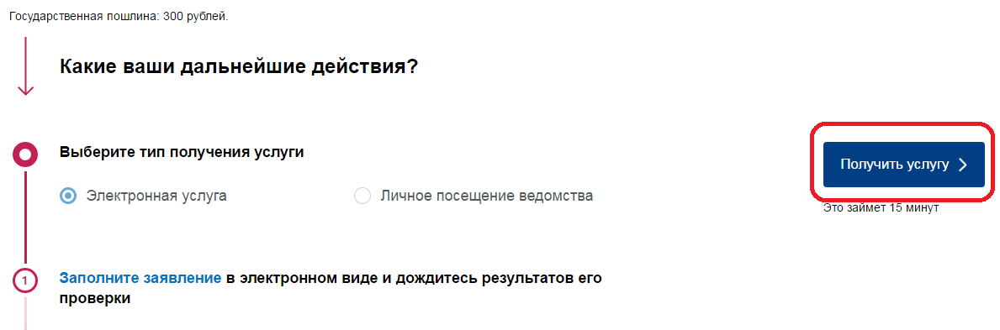 Государственная пошлина: 300 рублей.
Какие ваши дальнейшие действия?
Выберите тип получения услуги
Получить услугу
Электронная услуга
Личное посещение ведомства
Это займет 15 минут
1
Заполните заявление в электронном виде и дождитесь результатов его
проверки